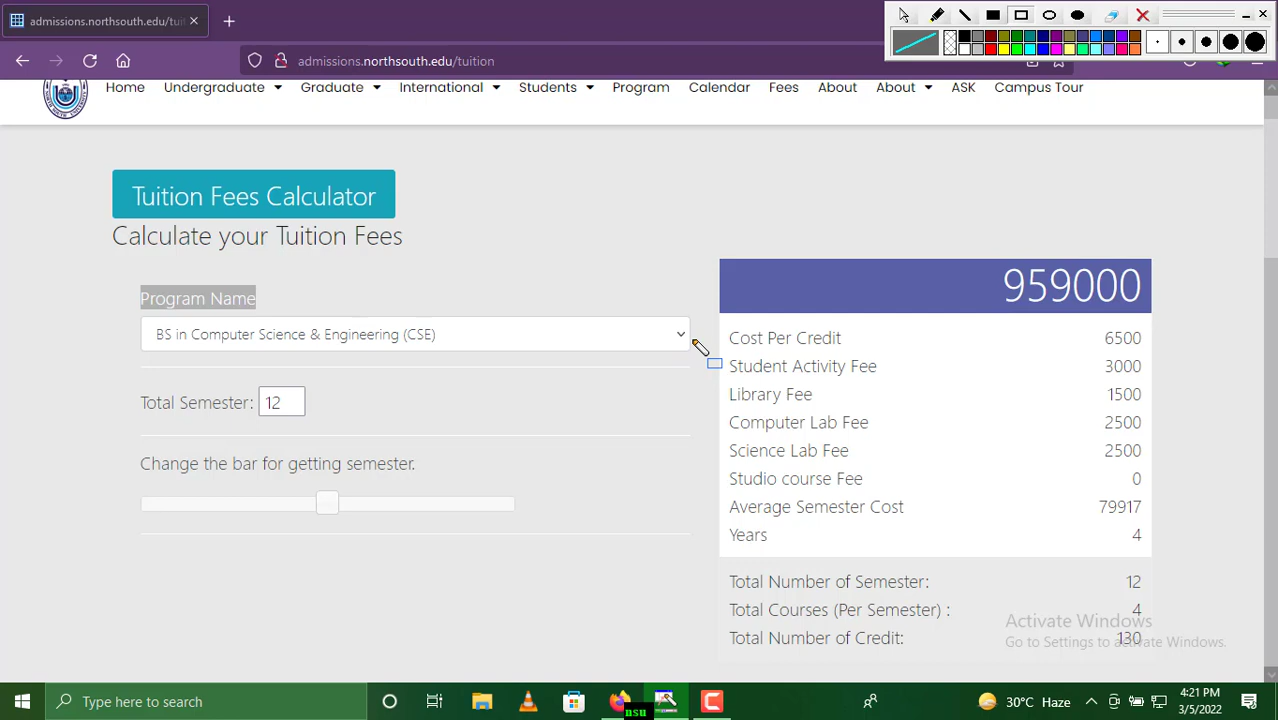 admissions.northsouth.edu/tuiti
admissions.northsouth.edu/tuition
Home Undergraduate Graduate International Students Program Calendar Fees About About ASK Campus Tour
Tuition Fees Calculator
Calculate your Tuition Fees
Program Name
BS in Computer Science & Engineering (CSE)
Total Semester: 12
Change the bar for getting semester.
959000
Cost Per Credit 6500
Student Activity Fee 3000
Library Fee 1500
Computer Lab Fee 2500
Science Lab Fee 2500
Studio course Fee 0
Average Semester Cost 79917
Years 4
Total Number of Semester: 12
Total Courses (Per Semester) : 4
Total Number of Credit: 130
Activate Windows
Go to Settings to activate Windows.
Type here to search
nsu
30°C Haze
4:21 PM
3/5/2022